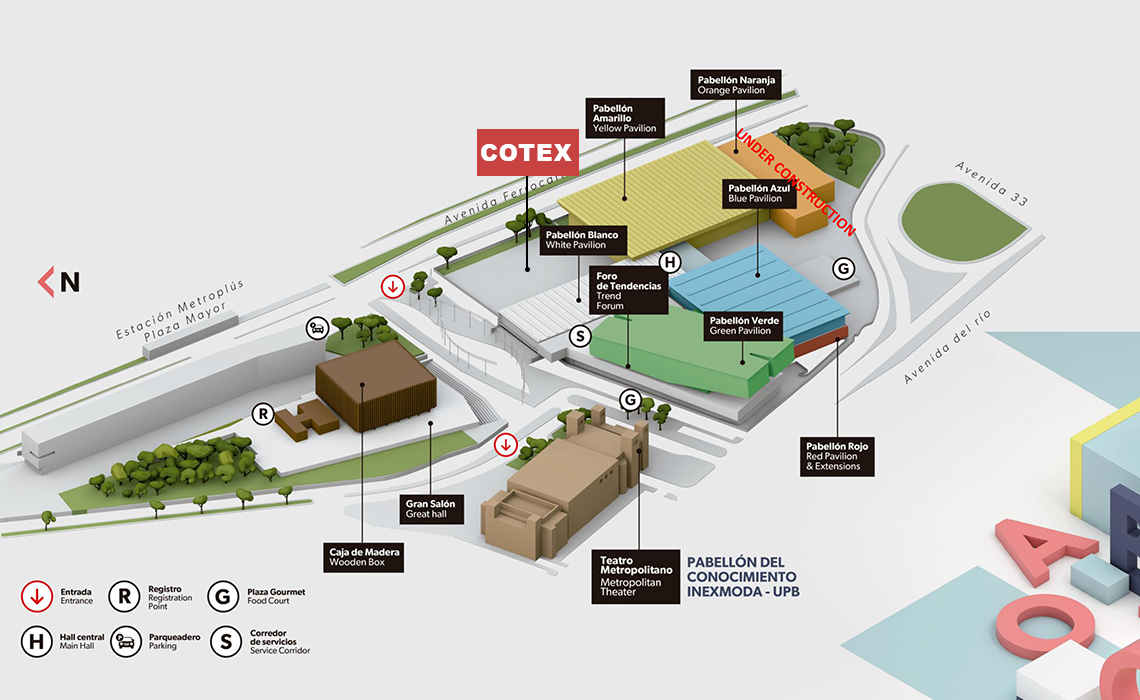 Pabellón Naranja
Orange Pavilion
Pabellón
Amarillo
Yellow Pavilion
COTEX
UNDER CONSTRUCTION
Avenida 33
Pabellón Azul
Blue Pavilion
Pabellón Blanco
White Pavilion
H
G
Foro
de Tendencias
Trend
Forum
N
Estación Metroplús
Plaza Mayor
Pabellón Verde
Green Pavilion
S
Avenida del río
G
R
Pabellón Rojo
Red Pavilion
& Extensions
Gran Salón
Great hall
Caja de Madera
Wooden Box
Teatro
Metropolitano
Metropolitan
Theater
PABELLÓN DEL
CONOCIMIENTO
INEXMODA - UPB
Entrada
Entrance
R
Registro
Registration
Point
G
Plaza Gourmet
Food Court
H
Hall central
Main Hall
Parqueadero
Parking
S
Corredor
de servicios
Service Corridor
A
O